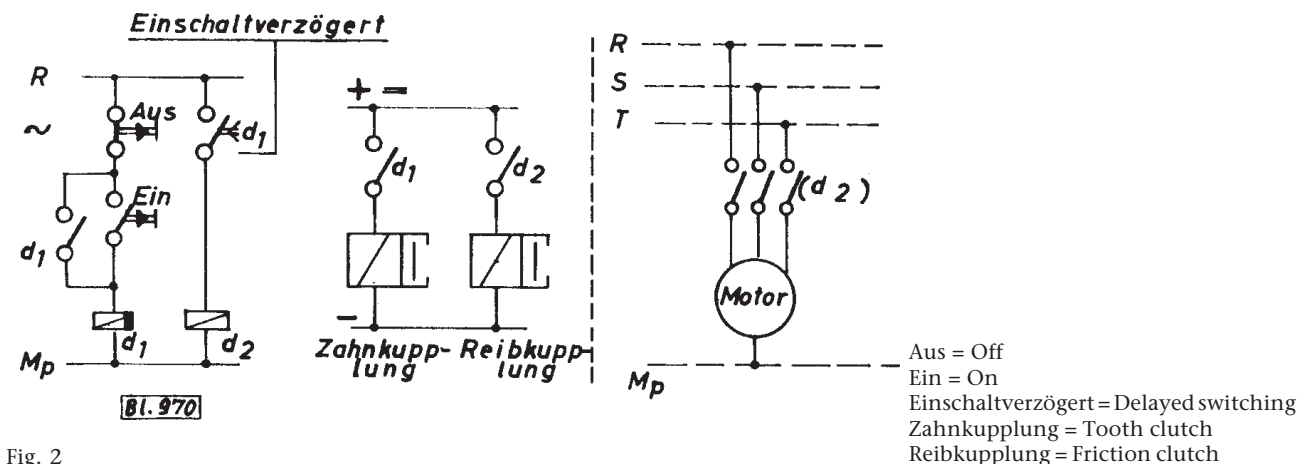 Einschaltverzögert
R
~
Aus
d1
Ein
d1
d1
d2
Mp
Bl. 970
+ –
d1
d2
–
Zahnkupp-
lung
Reibkupp-
lung
R
S
T
(d2)
Motor
Mp
Aus = Off
Ein = On
Einschaltverzögert = Delayed switching
Zahnkupplung = Tooth clutch
Reibkupplung = Friction clutch
Fig. 2